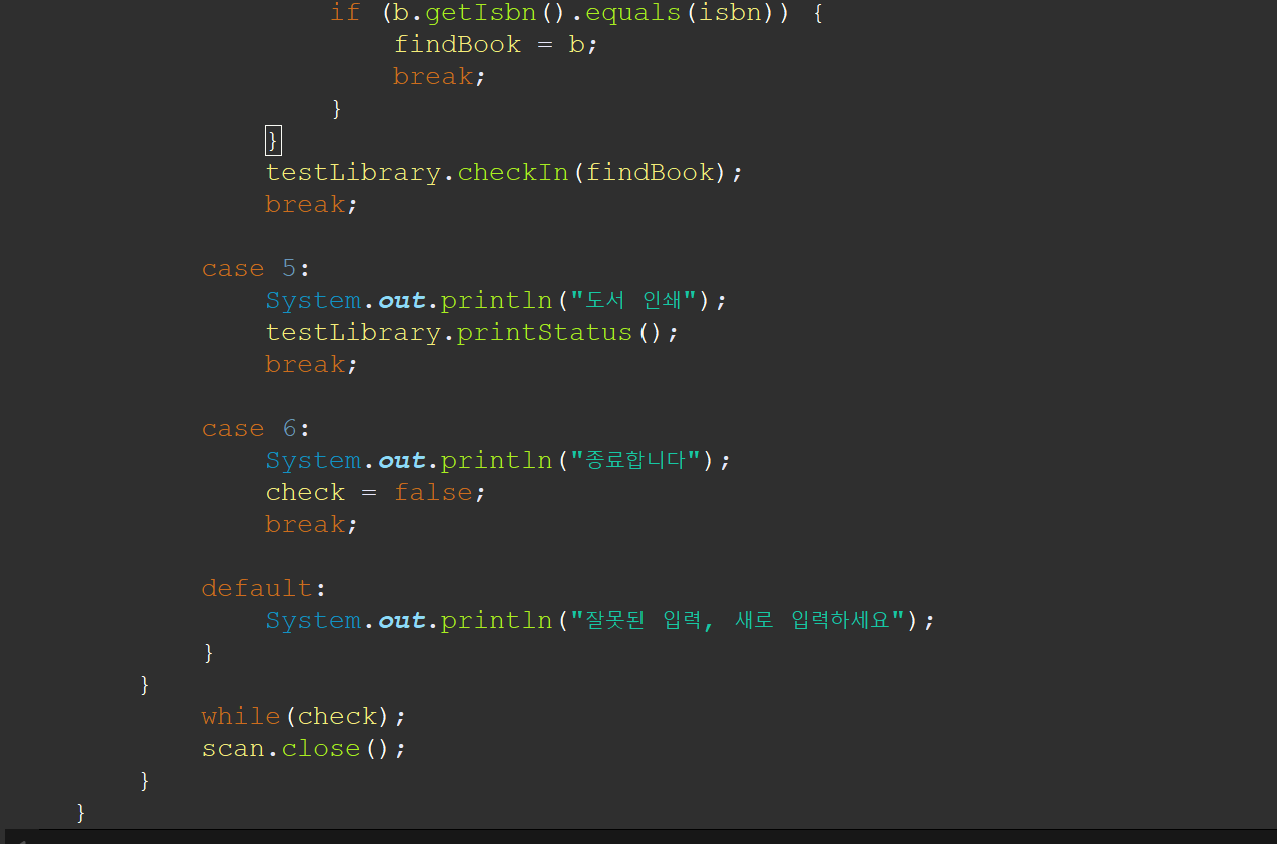 if (b.getIsbn().equals(isbn)) {
findBook = b;
break;
}
}
testLibrary.checkIn(findBook);
break;
case 5:
System.out.println("도서 인쇄");
testLibrary.printStatus();
break;
case 6:
System.out.println("종료합니다");
check = false;
break;
default:
System.out.println("잘못된 입력, 새로 입력하세요");
}
}
while(check);
scan.close();
}
}